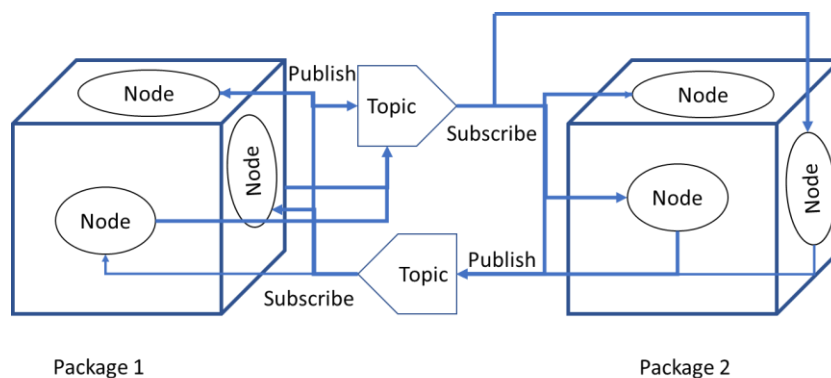 Publish
Node
Topic
Node
Subscribe
Node
Node
Node
Node
Publish
Topic
Subscribe
Package 1
Package 2